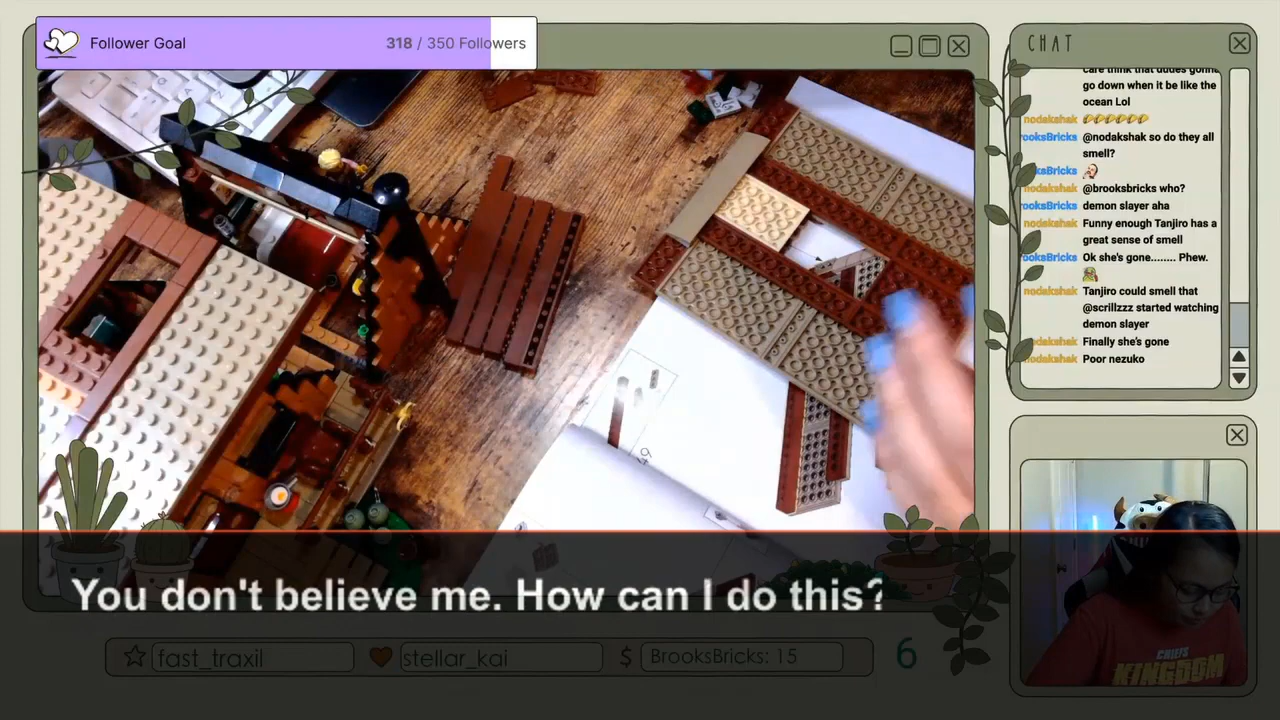 Follower Goal
318 / 350 Followers
CHAT
care think that dudes gonna
go down when it be like the
ocean Lol
nodakshak
ooksBricks @nodakshak so do they all
smell?
ksBricks
nodakshak @brooksbricks who?
ooksBricks demon slayer aha
nodakshak Funny enough Tanjiro has a
great sense of smell
ooksBricks Ok she's gone........ Phew.
nodakshak Tanjiro could smell that
@scrillzzz started watching
demon slayer
nodakshak Finally she's gone
nodakshak Poor nezuko
You don't believe me. How can I do this?
fast_traxil
stellar_kai
$ BrooksBricks: 15
6
CHIEFS
KINGDOM